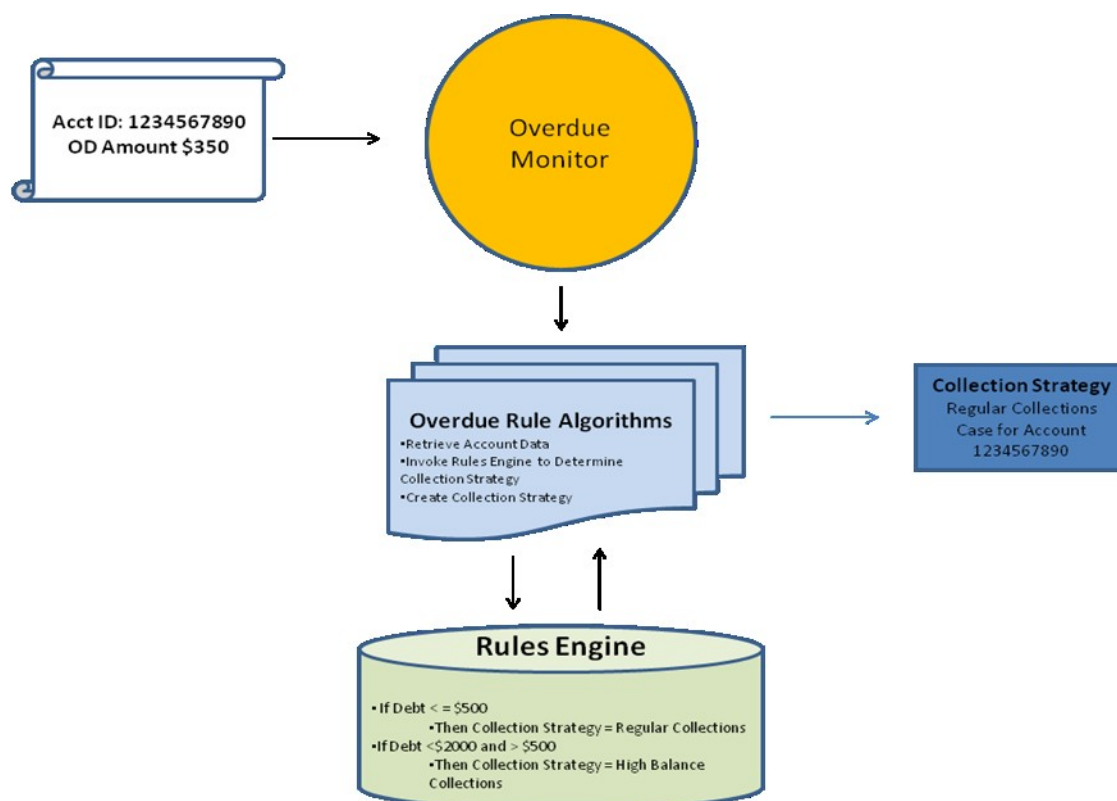 Acct ID: 1234567890
OD Amount $350
Overdue
Monitor
Overdue Rule Algorithms
▪Retrieve Account Data
▪Invoke Rules Engine to Determine
Collection Strategy
▪Create Collection Strategy
Collection Strategy
Regular Collections
Case for Account
1234567890
Rules Engine
▪ If Debt < = $500
▪Then Collection Strategy = Regular Collections
▪If Debt <$2000 and > $500
▪Then Collection Strategy = High Balance
Collections